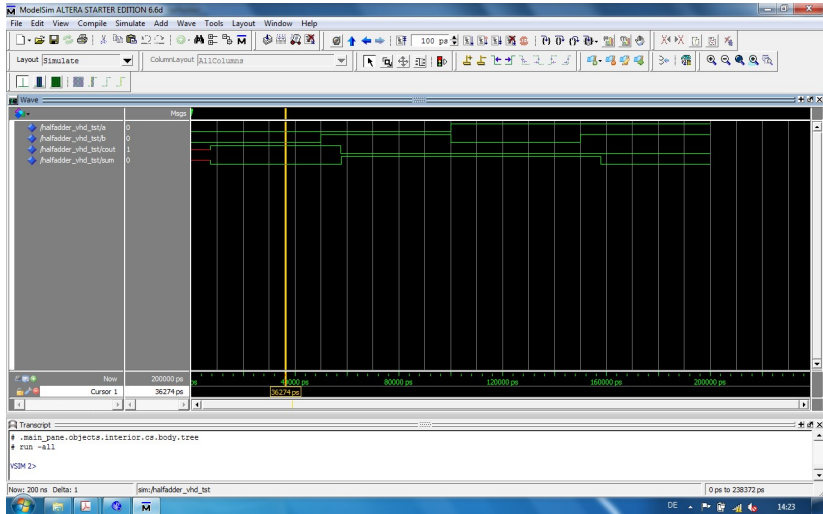 ModelSim ALTERA STARTER EDITION 6.6d
File Edit View Compile Simulate Add Wave Tools Layout Window Help
100 ps
Layout Simulate
ColumnLayout AllColumns
Wave
Msgs
/halfadder_vhd_tst/a 0
/halfadder_vhd_tst/b 0
/halfadder_vhd_tst/cout 1
/halfadder_vhd_tst/sum 0
Now 200000 ps
ps 40000 ps 80000 ps 120000 ps 160000 ps 200000 ps
Cursor 1 36274 ps
36274 ps
Transcript
# .main_pane.objects.interior.cs.body.tree
# run -all
VSIM 2>
Now: 200 ns Delta: 1
sim:/halfadder_vhd_tst
0 ps to 238372 ps
DE
14:23